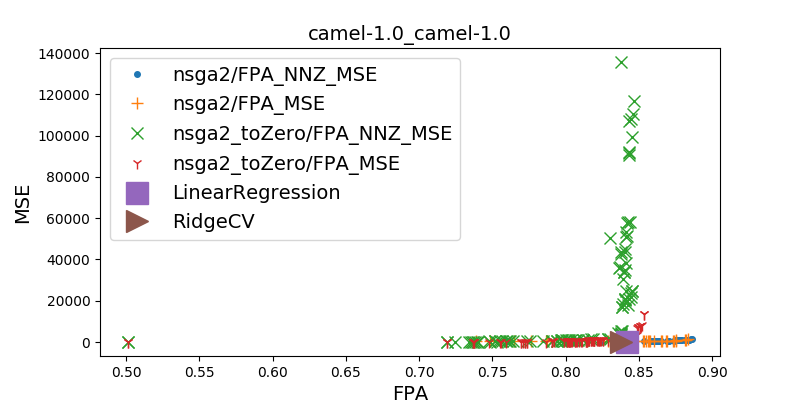 camel-1.0_camel-1.0
140000
120000
100000
80000
60000
40000
20000
0
MSE
nsga2/FPA_NNZ_MSE
nsga2/FPA_MSE
nsga2_toZero/FPA_NNZ_MSE
nsga2_toZero/FPA_MSE
LinearRegression
RidgeCV
0.50 0.55 0.60 0.65 0.70 0.75 0.80 0.85 0.90
FPA